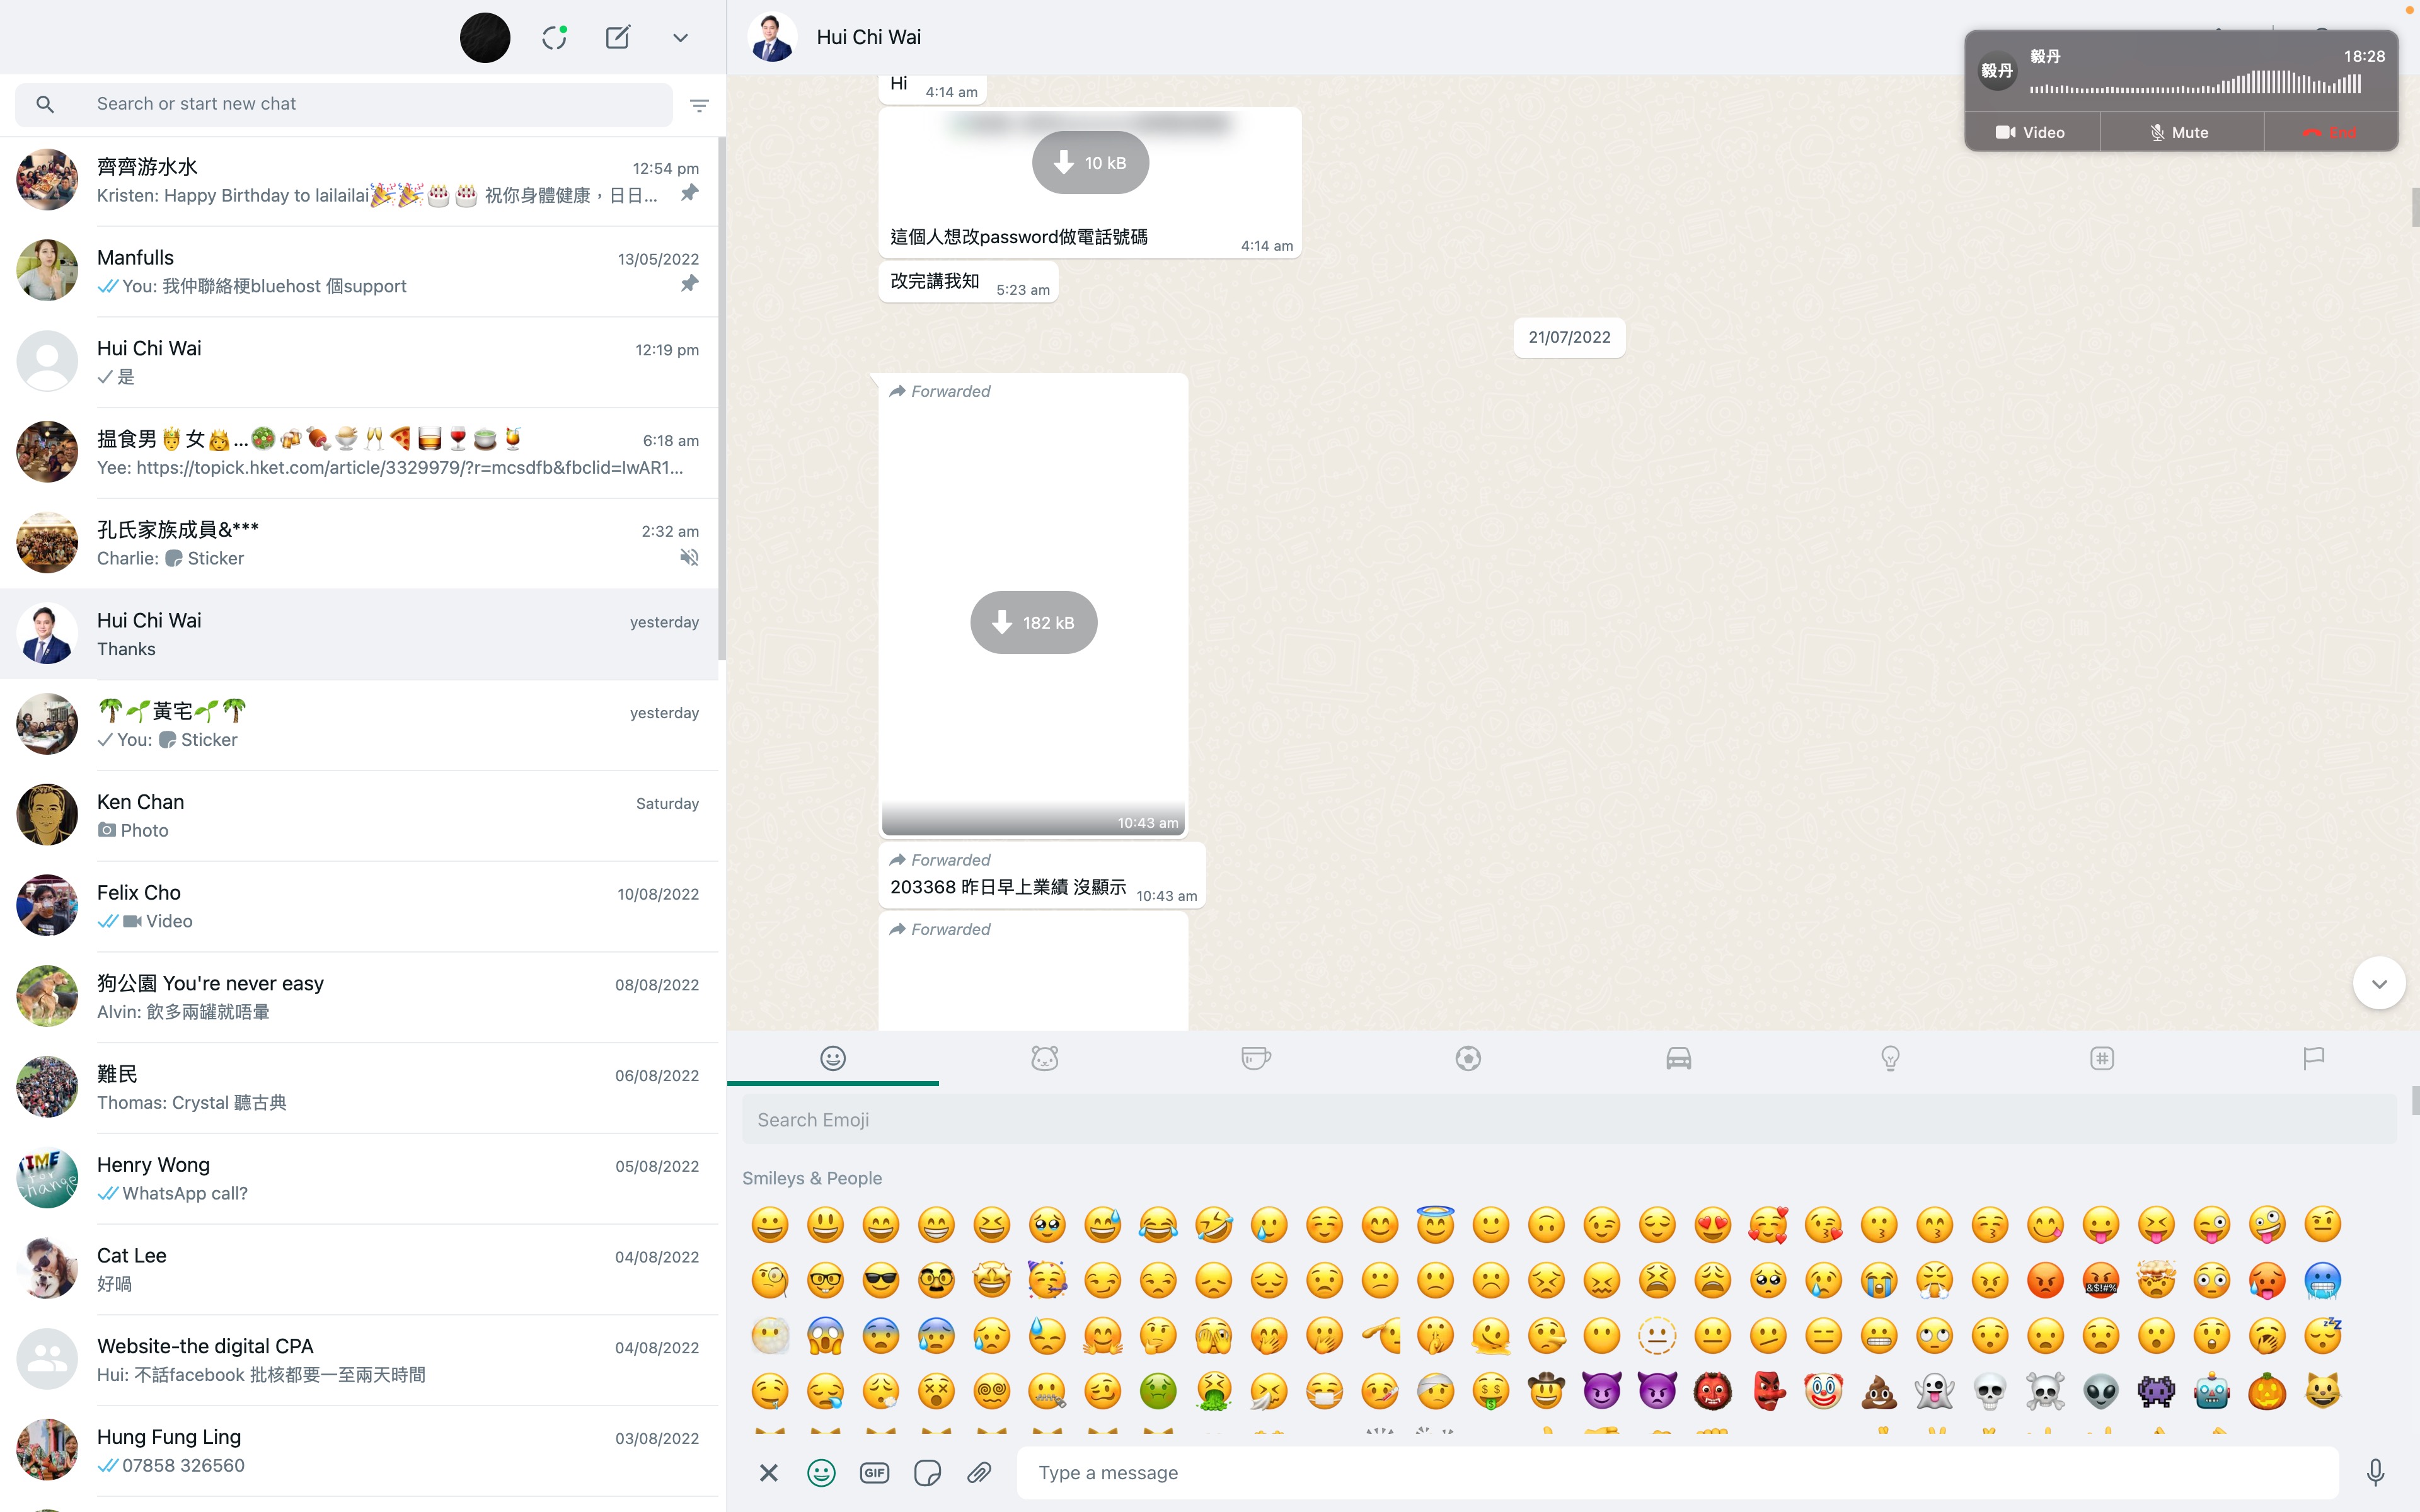 Search or start new chat
齊齊游水水
12:54 pm
Kristen: Happy Birthday to lailailai🎉🎉🎂🎂 祝你身體健康，日日...
Manfulls
13/05/2022
You: 我仲聯絡梗bluehost 個support
Hui Chi Wai
12:19 pm
是
搵食男🤴女👸...🥗🍻🍖🍚🥂🍕🥃🍷🍵🍹
6:18 am
Yee: https://topick.hket.com/article/3329979/?r=mcsdfb&fbclid=IwAR1...
孔氏家族成員&***
2:32 am
Charlie: Sticker
Hui Chi Wai
yesterday
Thanks
🌴🌱黃宅🌱🌴
yesterday
You: Sticker
Ken Chan
Saturday
Photo
Felix Cho
10/08/2022
Video
狗公園 You're never easy
08/08/2022
Alvin: 飲多兩罐就唔暈
難民
06/08/2022
Thomas: Crystal 聽古典
TIME
for
change
Henry Wong
05/08/2022
WhatsApp call?
Cat Lee
04/08/2022
好喎
Website-the digital CPA
04/08/2022
Hui: 不話facebook 批核都要一至兩天時間
Hung Fung Ling
03/08/2022
07858 326560
Hui Chi Wai
毅丹
毅丹
18:28
Video
Mute
End
Hi
4:14 am
10 kB
這個人想改password做電話號碼
4:14 am
改完講我知
5:23 am
21/07/2022
Forwarded
182 kB
10:43 am
Forwarded
203368 昨日早上業績 沒顯示
10:43 am
Forwarded
Search Emoji
Smileys & People
GIF
Type a message